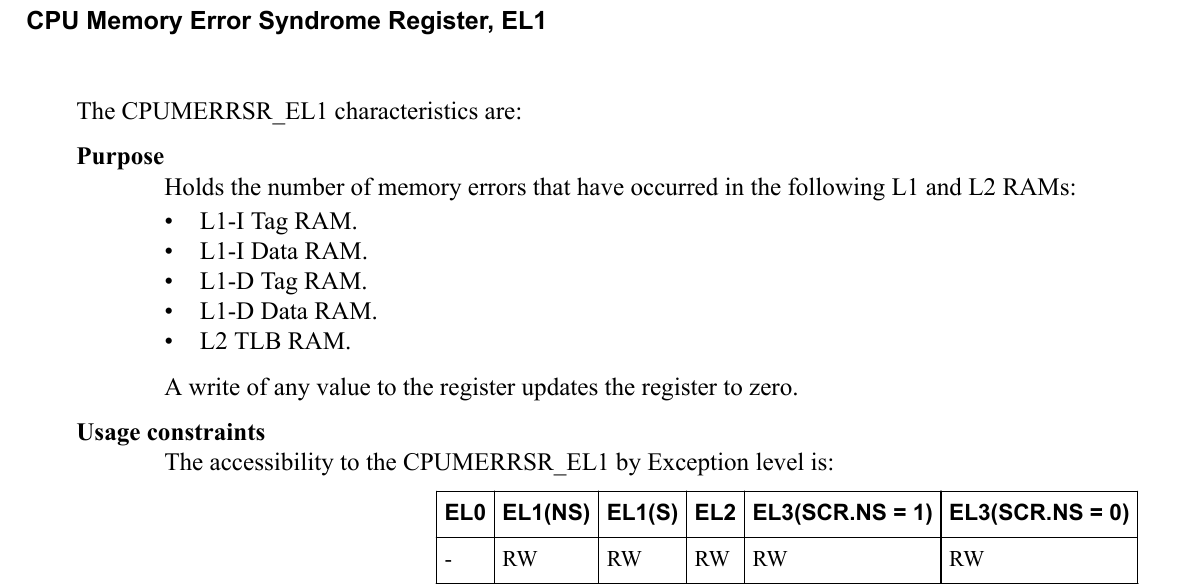 CPU Memory Error Syndrome Register, EL1
The CPUMERRSR_EL1 characteristics are:
Purpose
Holds the number of memory errors that have occurred in the following L1 and L2 RAMs:
• L1-I Tag RAM.
• L1-I Data RAM.
• L1-D Tag RAM.
• L1-D Data RAM.
• L2 TLB RAM.
A write of any value to the register updates the register to zero.
Usage constraints
The accessibility to the CPUMERRSR_EL1 by Exception level is:
EL0 EL1(NS) EL1(S) EL2 EL3(SCR.NS = 1) EL3(SCR.NS = 0)
- RW RW RW RW RW